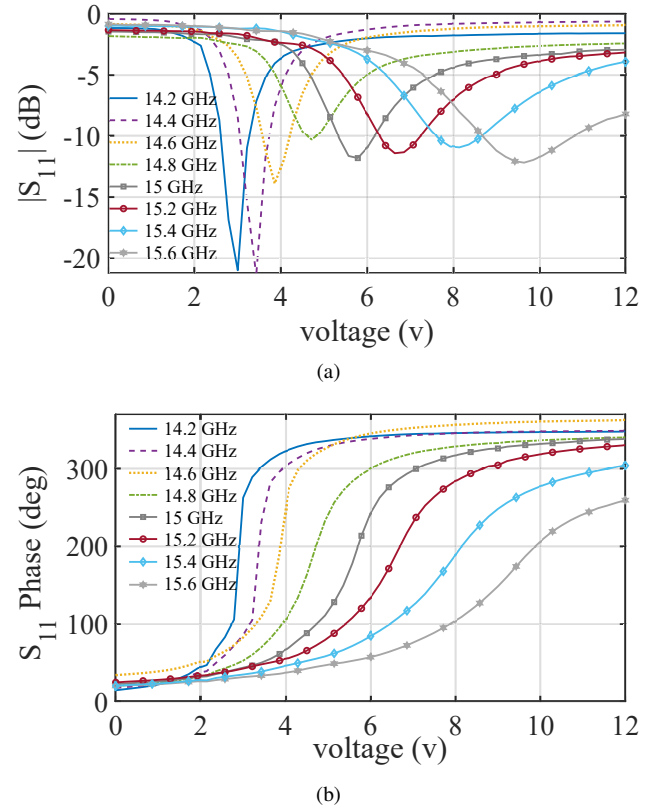 0
-5
-10
-15
-20
|S11| (dB)
14.2 GHz
14.4 GHz
14.6 GHz
14.8 GHz
15 GHz
15.2 GHz
15.4 GHz
15.6 GHz
0 2 4 6 8 10 12
voltage (v)
(a)
300
200
100
0
S11 Phase (deg)
14.2 GHz
14.4 GHz
14.6 GHz
14.8 GHz
15 GHz
15.2 GHz
15.4 GHz
15.6 GHz
0 2 4 6 8 10 12
voltage (v)
(b)